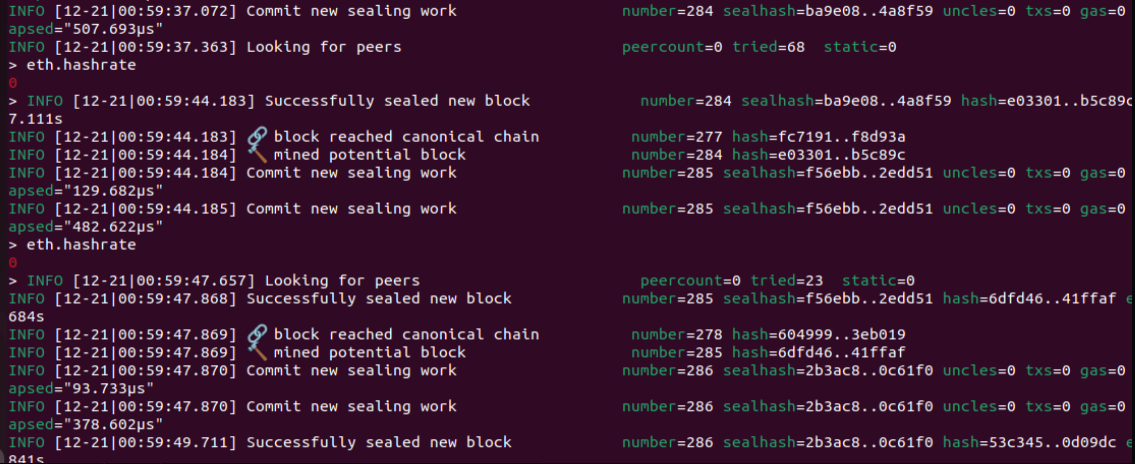 INFO [12-21|00:59:37.072] Commit new sealing work number=284 sealhash=ba9e08..4a8f59 uncles=0 txs=0 gas=0
apsed="507.693µs"
INFO [12-21|00:59:37.363] Looking for peers peercount=0 tried=68 static=0
> eth.hashrate
0
> INFO [12-21|00:59:44.183] Successfully sealed new block number=284 sealhash=ba9e08..4a8f59 hash=e03301..b5c89c
7.111s
INFO [12-21|00:59:44.183] 🔗 block reached canonical chain number=277 hash=fc7191..f8d93a
INFO [12-21|00:59:44.184] 🔨 mined potential block number=284 hash=e03301..b5c89c
INFO [12-21|00:59:44.184] Commit new sealing work number=285 sealhash=f56ebb..2edd51 uncles=0 txs=0 gas=0
apsed="129.682µs"
INFO [12-21|00:59:44.185] Commit new sealing work number=285 sealhash=f56ebb..2edd51 uncles=0 txs=0 gas=0
apsed="482.622µs"
> eth.hashrate
0
> INFO [12-21|00:59:47.657] Looking for peers peercount=0 tried=23 static=0
INFO [12-21|00:59:47.868] Successfully sealed new block number=285 sealhash=f56ebb..2edd51 hash=6dfd46..41ffaf e
684s
INFO [12-21|00:59:47.869] 🔗 block reached canonical chain number=278 hash=604999..3eb019
INFO [12-21|00:59:47.869] 🔨 mined potential block number=285 hash=6dfd46..41ffaf
INFO [12-21|00:59:47.870] Commit new sealing work number=286 sealhash=2b3ac8..0c61f0 uncles=0 txs=0 gas=0
apsed="93.733µs"
INFO [12-21|00:59:47.870] Commit new sealing work number=286 sealhash=2b3ac8..0c61f0 uncles=0 txs=0 gas=0
apsed="378.602µs"
INFO [12-21|00:59:49.711] Successfully sealed new block number=286 sealhash=2b3ac8..0c61f0 hash=53c345..0d09dc e
841s